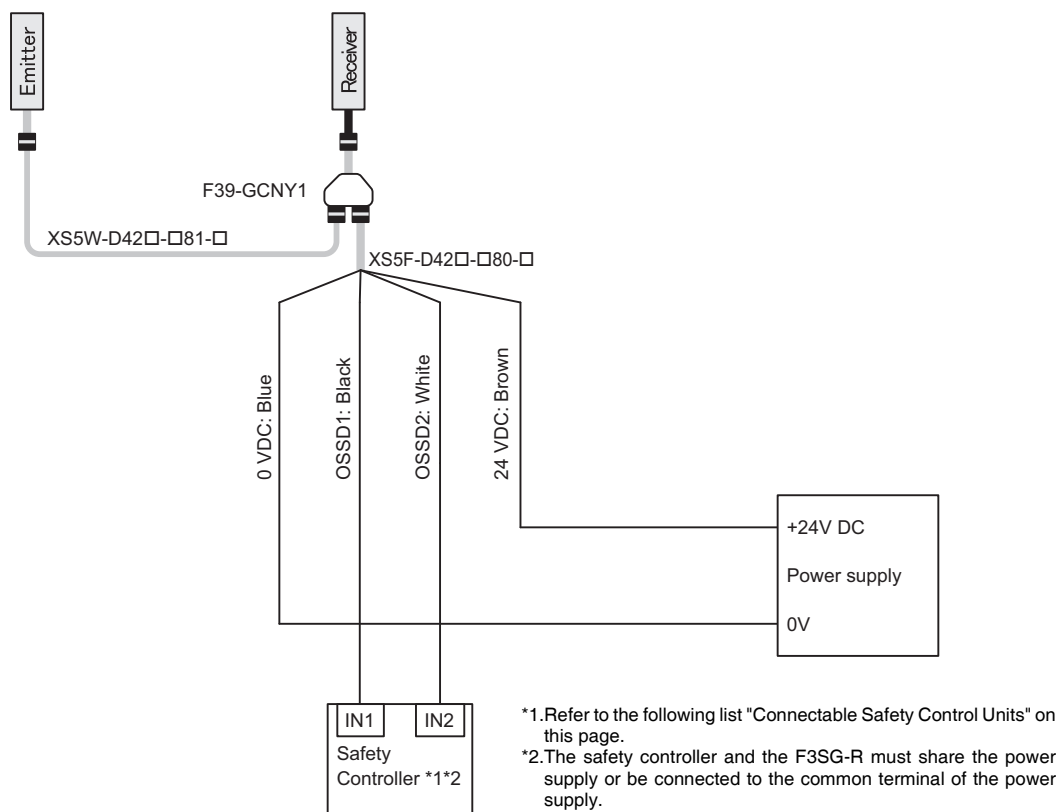 Emitter
Receiver
F39-GCNY1
XS5W-D42□-□81-□
XS5F-D42□-□80-□
0 VDC: Blue
OSSD1: Black
OSSD2: White
24 VDC: Brown
+24V DC
Power supply
0V
IN1
IN2
Safety
Controller *1*2
*1.Refer to the following list "Connectable Safety Control Units" on
this page.
*2.The safety controller and the F3SG-R must share the power
supply or be connected to the common terminal of the power
supply.